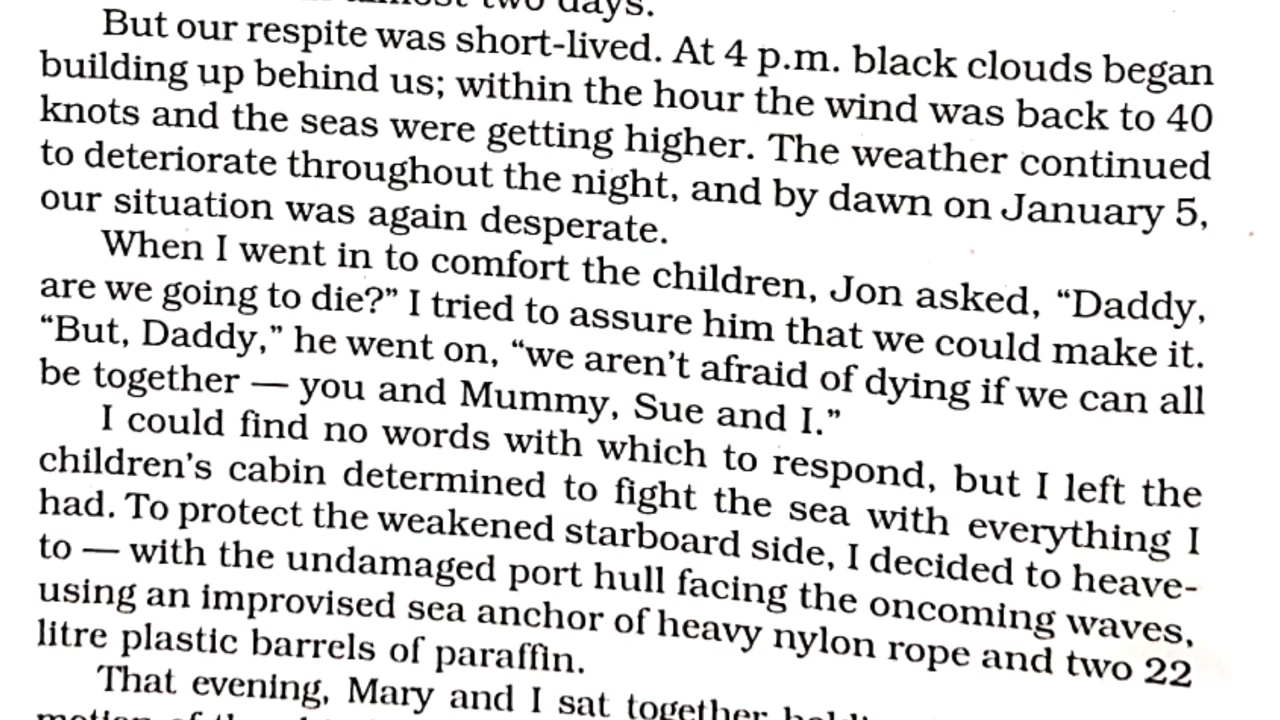 two days.
But our respite was short-lived. At 4 p.m. black clouds began
building up behind us; within the hour the wind was back to 40
knots and the seas were getting higher. The weather continued
to deteriorate throughout the night, and by dawn on January 5,
our situation was again desperate.
When I went in to comfort the children, Jon asked, “Daddy,
are we going to die?” I tried to assure him that we could make it.
“But, Daddy,” he went on, “we aren’t afraid of dying if we can all
be together — you and Mummy, Sue and I.”
I could find no words with which to respond, but I left the
children’s cabin determined to fight the sea with everything I
had. To protect the weakened starboard side, I decided to heave-
to — with the undamaged port hull facing the oncoming waves,
using an improvised sea anchor of heavy nylon rope and two 22
litre plastic barrels of paraffin.
That evening, Mary and I sat together